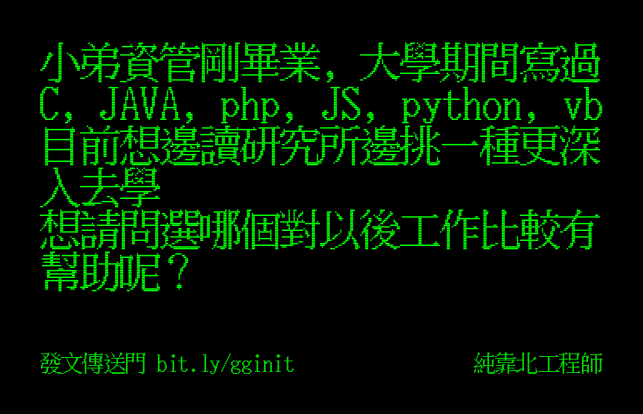 小弟資管剛畢業, 大學期間寫過
C, JAVA, php, JS, python, vb
目前想邊讀研究所邊挑一種更深
入去學
想請問選哪個對以後工作比較有
幫助呢？
發文傳送門 bit.ly/gginit
純靠北工程師